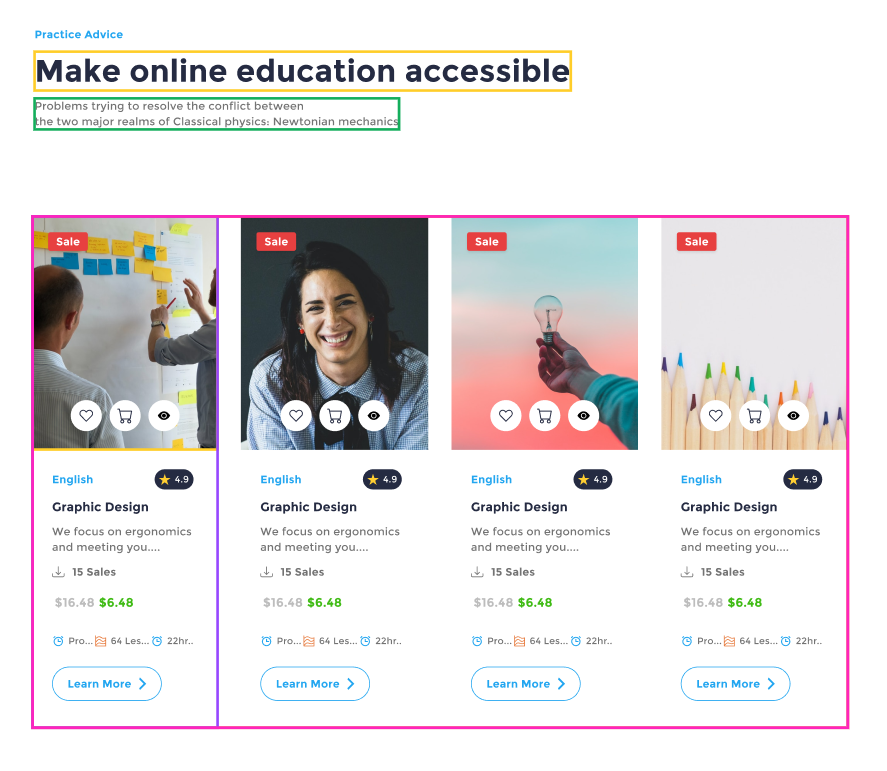 Practice Advice
Make online education accessible
Problems trying to resolve the conflict between
the two major realms of Classical physics: Newtonian mechanics
Sale
Sale
Sale
Sale
English
4.9
Graphic Design
We focus on ergonomics
and meeting you....
15 Sales
$16.48 $6.48
Pro... 64 Les... 22hr..
Learn More
English
4.9
Graphic Design
We focus on ergonomics
and meeting you....
15 Sales
$16.48 $6.48
Pro... 64 Les... 22hr..
Learn More
English
4.9
Graphic Design
We focus on ergonomics
and meeting you....
15 Sales
$16.48 $6.48
Pro... 64 Les... 22hr..
Learn More
English
4.9
Graphic Design
We focus on ergonomics
and meeting you....
15 Sales
$16.48 $6.48
Pro... 64 Les... 22hr..
Learn More